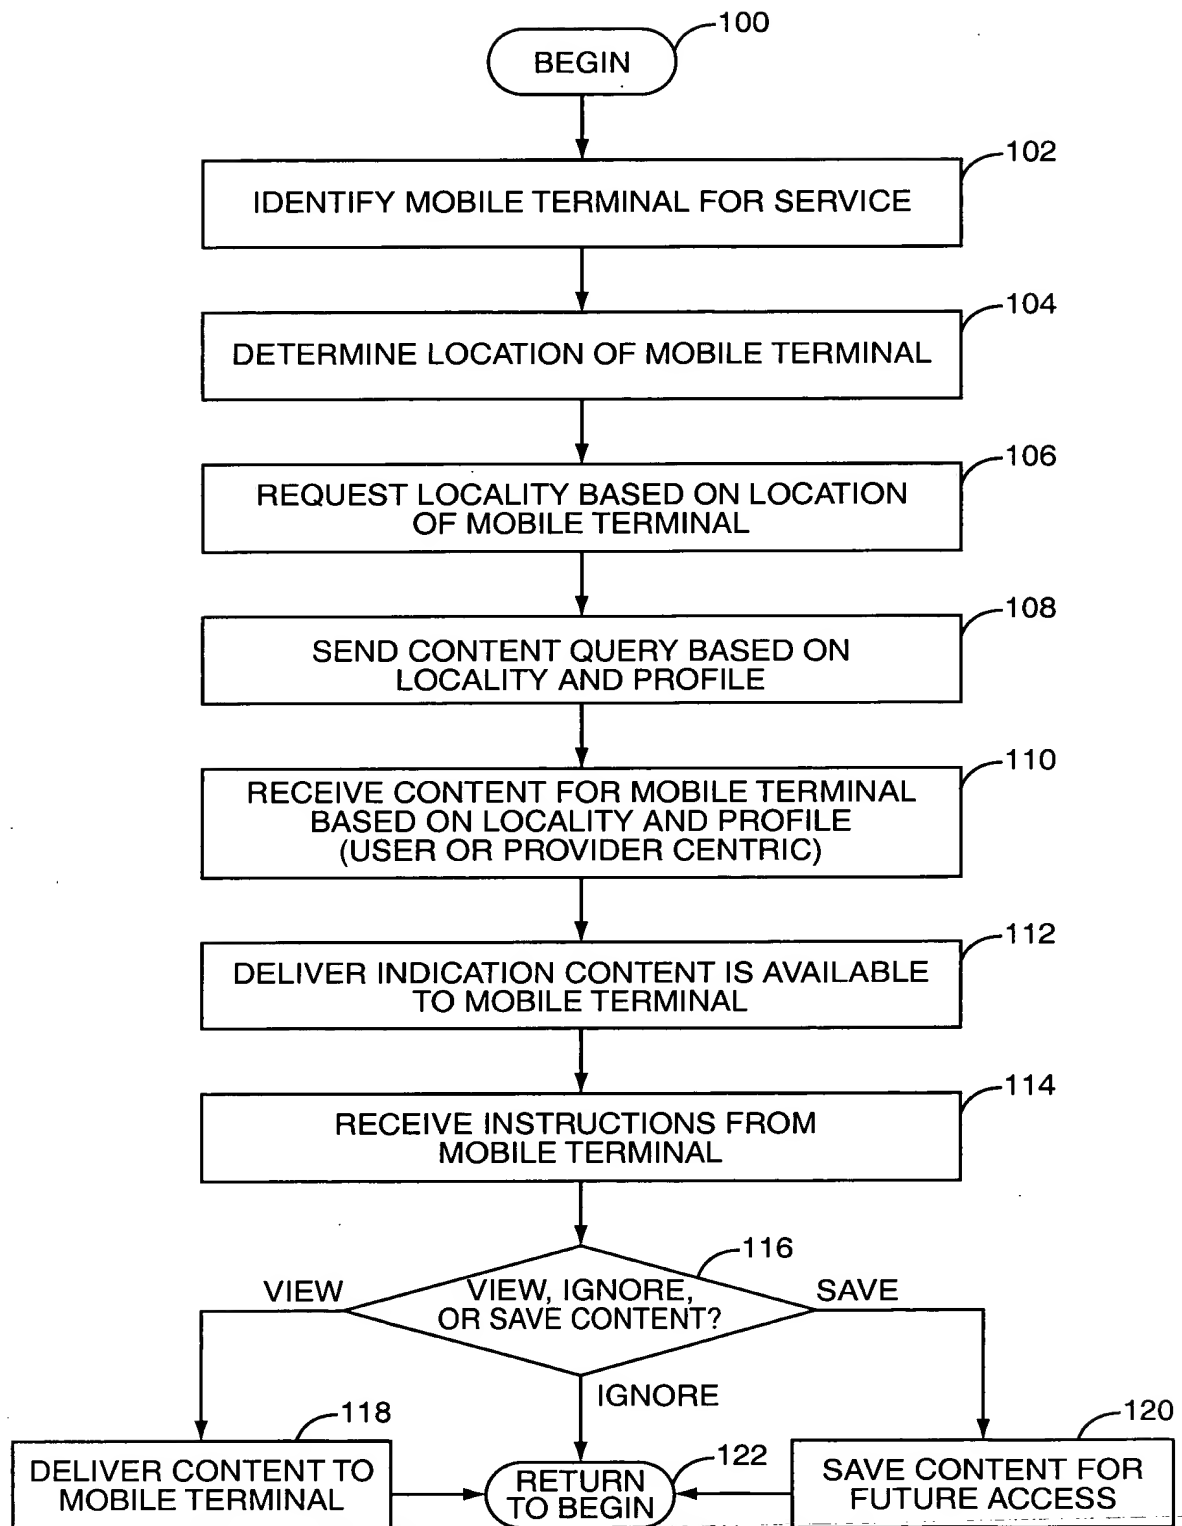 100
BEGIN
102
IDENTIFY MOBILE TERMINAL FOR SERVICE
104
DETERMINE LOCATION OF MOBILE TERMINAL
106
REQUEST LOCALITY BASED ON LOCATION
OF MOBILE TERMINAL
108
SEND CONTENT QUERY BASED ON
LOCALITY AND PROFILE
110
RECEIVE CONTENT FOR MOBILE TERMINAL
BASED ON LOCALITY AND PROFILE
(USER OR PROVIDER CENTRIC)
112
DELIVER INDICATION CONTENT IS AVAILABLE
TO MOBILE TERMINAL
114
RECEIVE INSTRUCTIONS FROM
MOBILE TERMINAL
116
VIEW
VIEW, IGNORE,
OR SAVE CONTENT?
SAVE
IGNORE
118
DELIVER CONTENT TO
MOBILE TERMINAL
122
RETURN
TO BEGIN
120
SAVE CONTENT FOR
FUTURE ACCESS